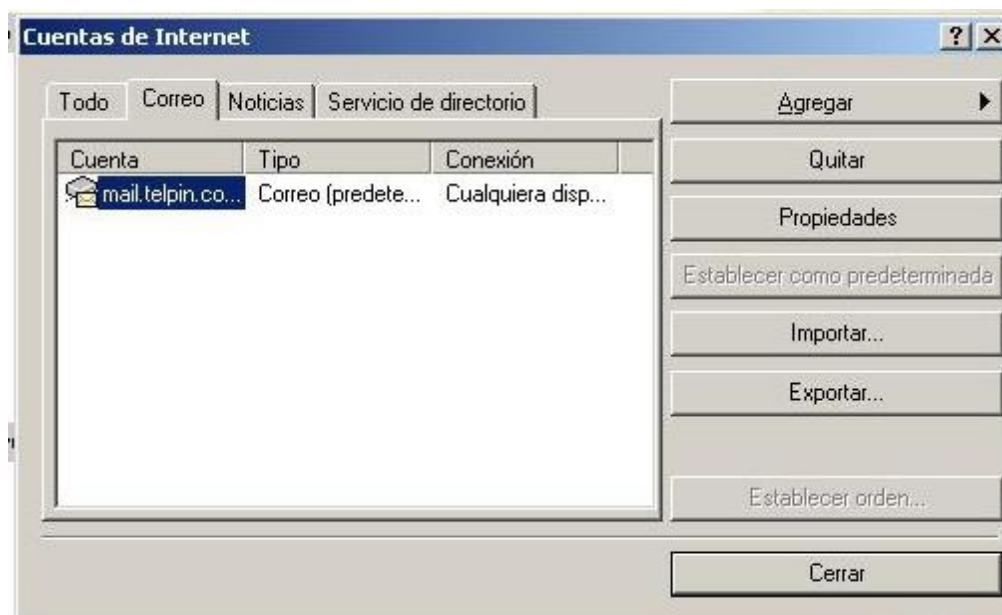 Cuentas de Internet
Todo Correo Noticias Servicio de directorio
Cuenta Tipo Conexión
mail.telpin.co... Correo (predete... Cualquiera disp...
Agregar
Quitar
Propiedades
Establecer como predeterminada
Importar...
Exportar...
Establecer orden...
Cerrar